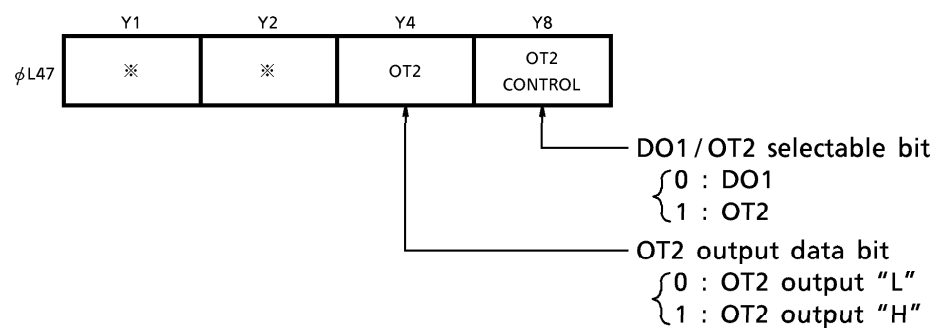 Y1 Y2 Y4 Y8
φL47 ※ ※ OT2 OT2
CONTROL
DO1/OT2 selectable bit
0 : DO1
1 : OT2
OT2 output data bit
0 : OT2 output “L”
1 : OT2 output “H”